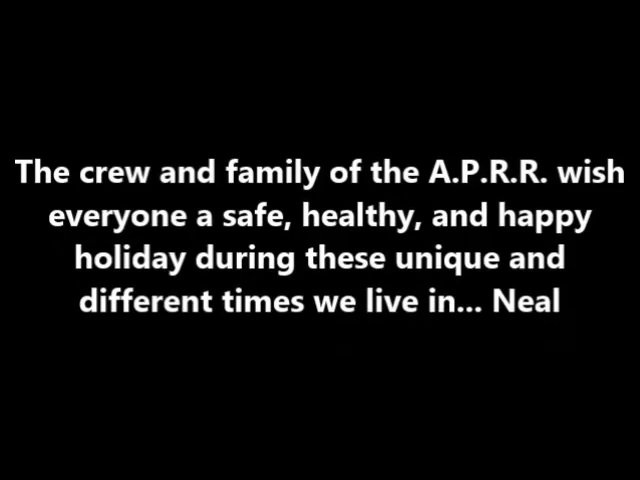 The crew and family of the A.P.R.R. wish
everyone a safe, healthy, and happy
holiday during these unique and
different times we live in... Neal